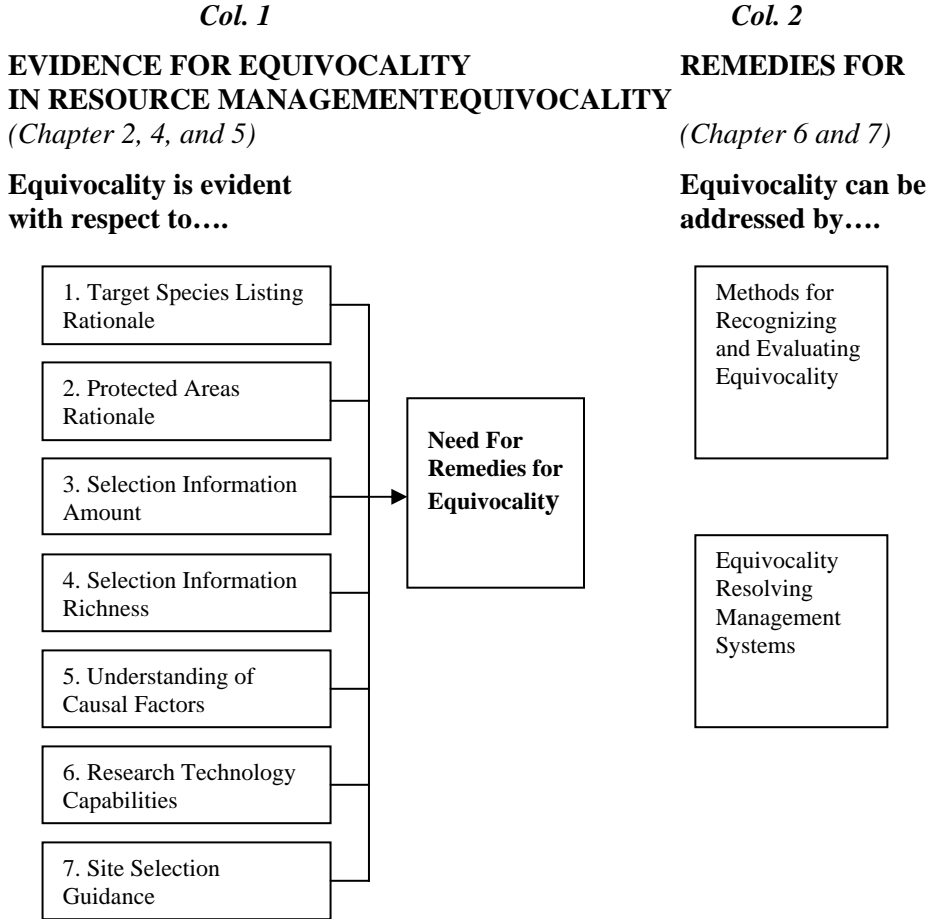 Col. 1 Col. 2
EVIDENCE FOR EQUIVOCALITY REMEDIES FOR
IN RESOURCE MANAGEMENTEQUIVOCALITY
(Chapter 2, 4, and 5) (Chapter 6 and 7)
Equivocality is evident
with respect to….
Equivocality can be
addressed by….
1. Target Species Listing
Rationale
2. Protected Areas
Rationale
3. Selection Information
Amount
4. Selection Information
Richness
5. Understanding of
Causal Factors
6. Research Technology
Capabilities
7. Site Selection
Guidance
Need For
Remedies for
Equivocality
Methods for
Recognizing
and Evaluating
Equivocality
Equivocality
Resolving
Management
Systems